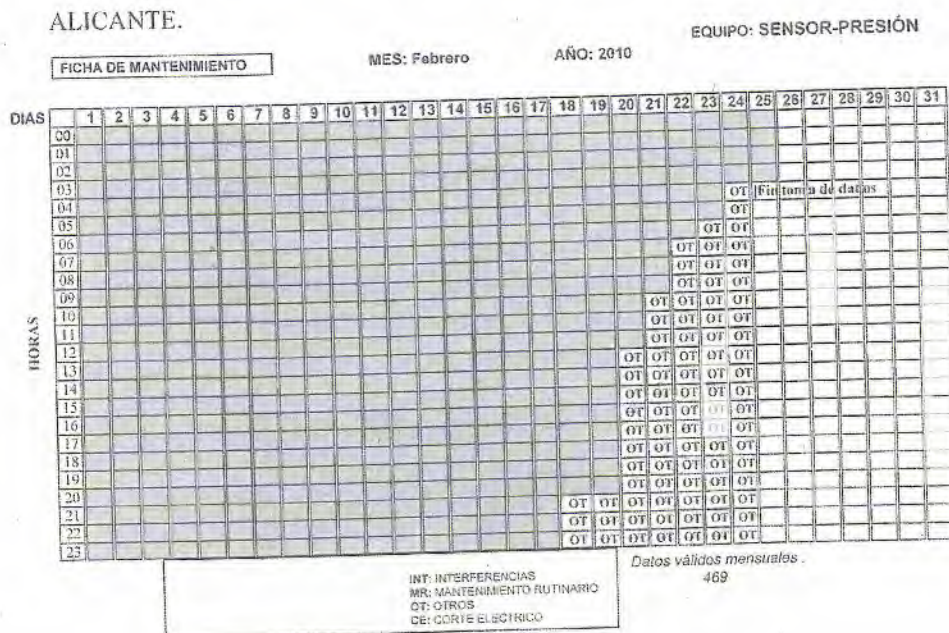 ALICANTE.
EQUIPO: SENSOR-PRESIÓN
FICHA DE MANTENIMIENTO MES: Febrero AÑO: 2010
DIAS 1 2 3 4 5 6 7 8 9 10 11 12 13 14 15 16 17 18 19 20 21 22 23 24 25 26 27 28 29 30 31
HORAS
00
01
02
03
04 OT Fin toma de datos
05 OT
06 OT OT
07 OT OT OT
08 OT OT OT
09 OT OT OT
10 OT OT OT OT
11 OT OT OT OT
12 OT OT OT OT
13 OT OT OT OT OT
14 OT OT OT OT OT
15 OT OT OT OT OT
16 OT OT OT OT OT
17 OT OT OT OT OT
18 OT OT OT OT OT
19 OT OT OT OT OT
20 OT OT OT OT OT
21 OT OT OT OT OT OT OT
22 OT OT OT OT OT OT OT
23 OT OT OT OT OT OT OT
INT: INTERFERENCIAS
MR: MANTENIMIENTO RUTINARIO
OT: OTROS
CE: CORTE ELECTRICO
Datos válidos mensuales .
469